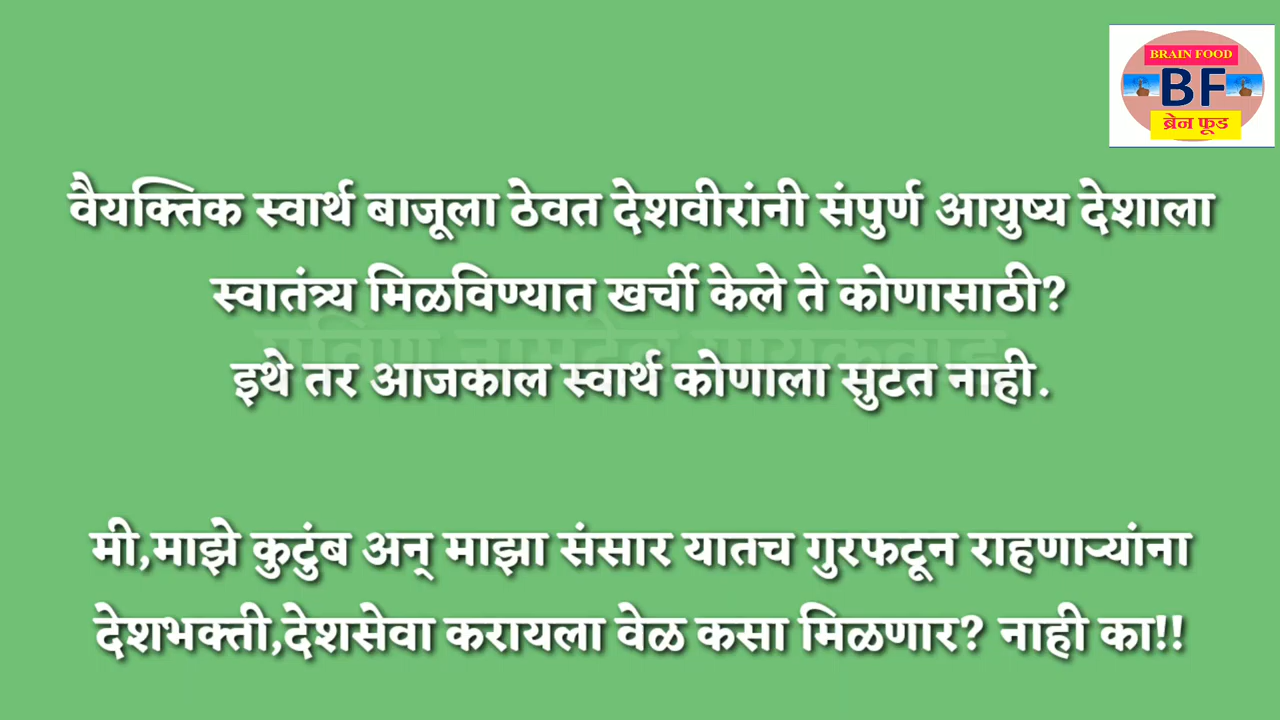 BRAIN FOOD
BF
ब्रेन फूड
वैयक्तिक स्वार्थ बाजूला ठेवत देशवीरांनी संपुर्ण आयुष्य देशाला
स्वातंत्र्य मिळविण्यात खर्ची केले ते कोणासाठी?
इथे तर आजकाल स्वार्थ कोणाला सुटत नाही.
मी,माझे कुटुंब अन् माझा संसार यातच गुरफटून राहणाऱ्यांना
देशभक्ती,देशसेवा करायला वेळ कसा मिळणार? नाही का!!